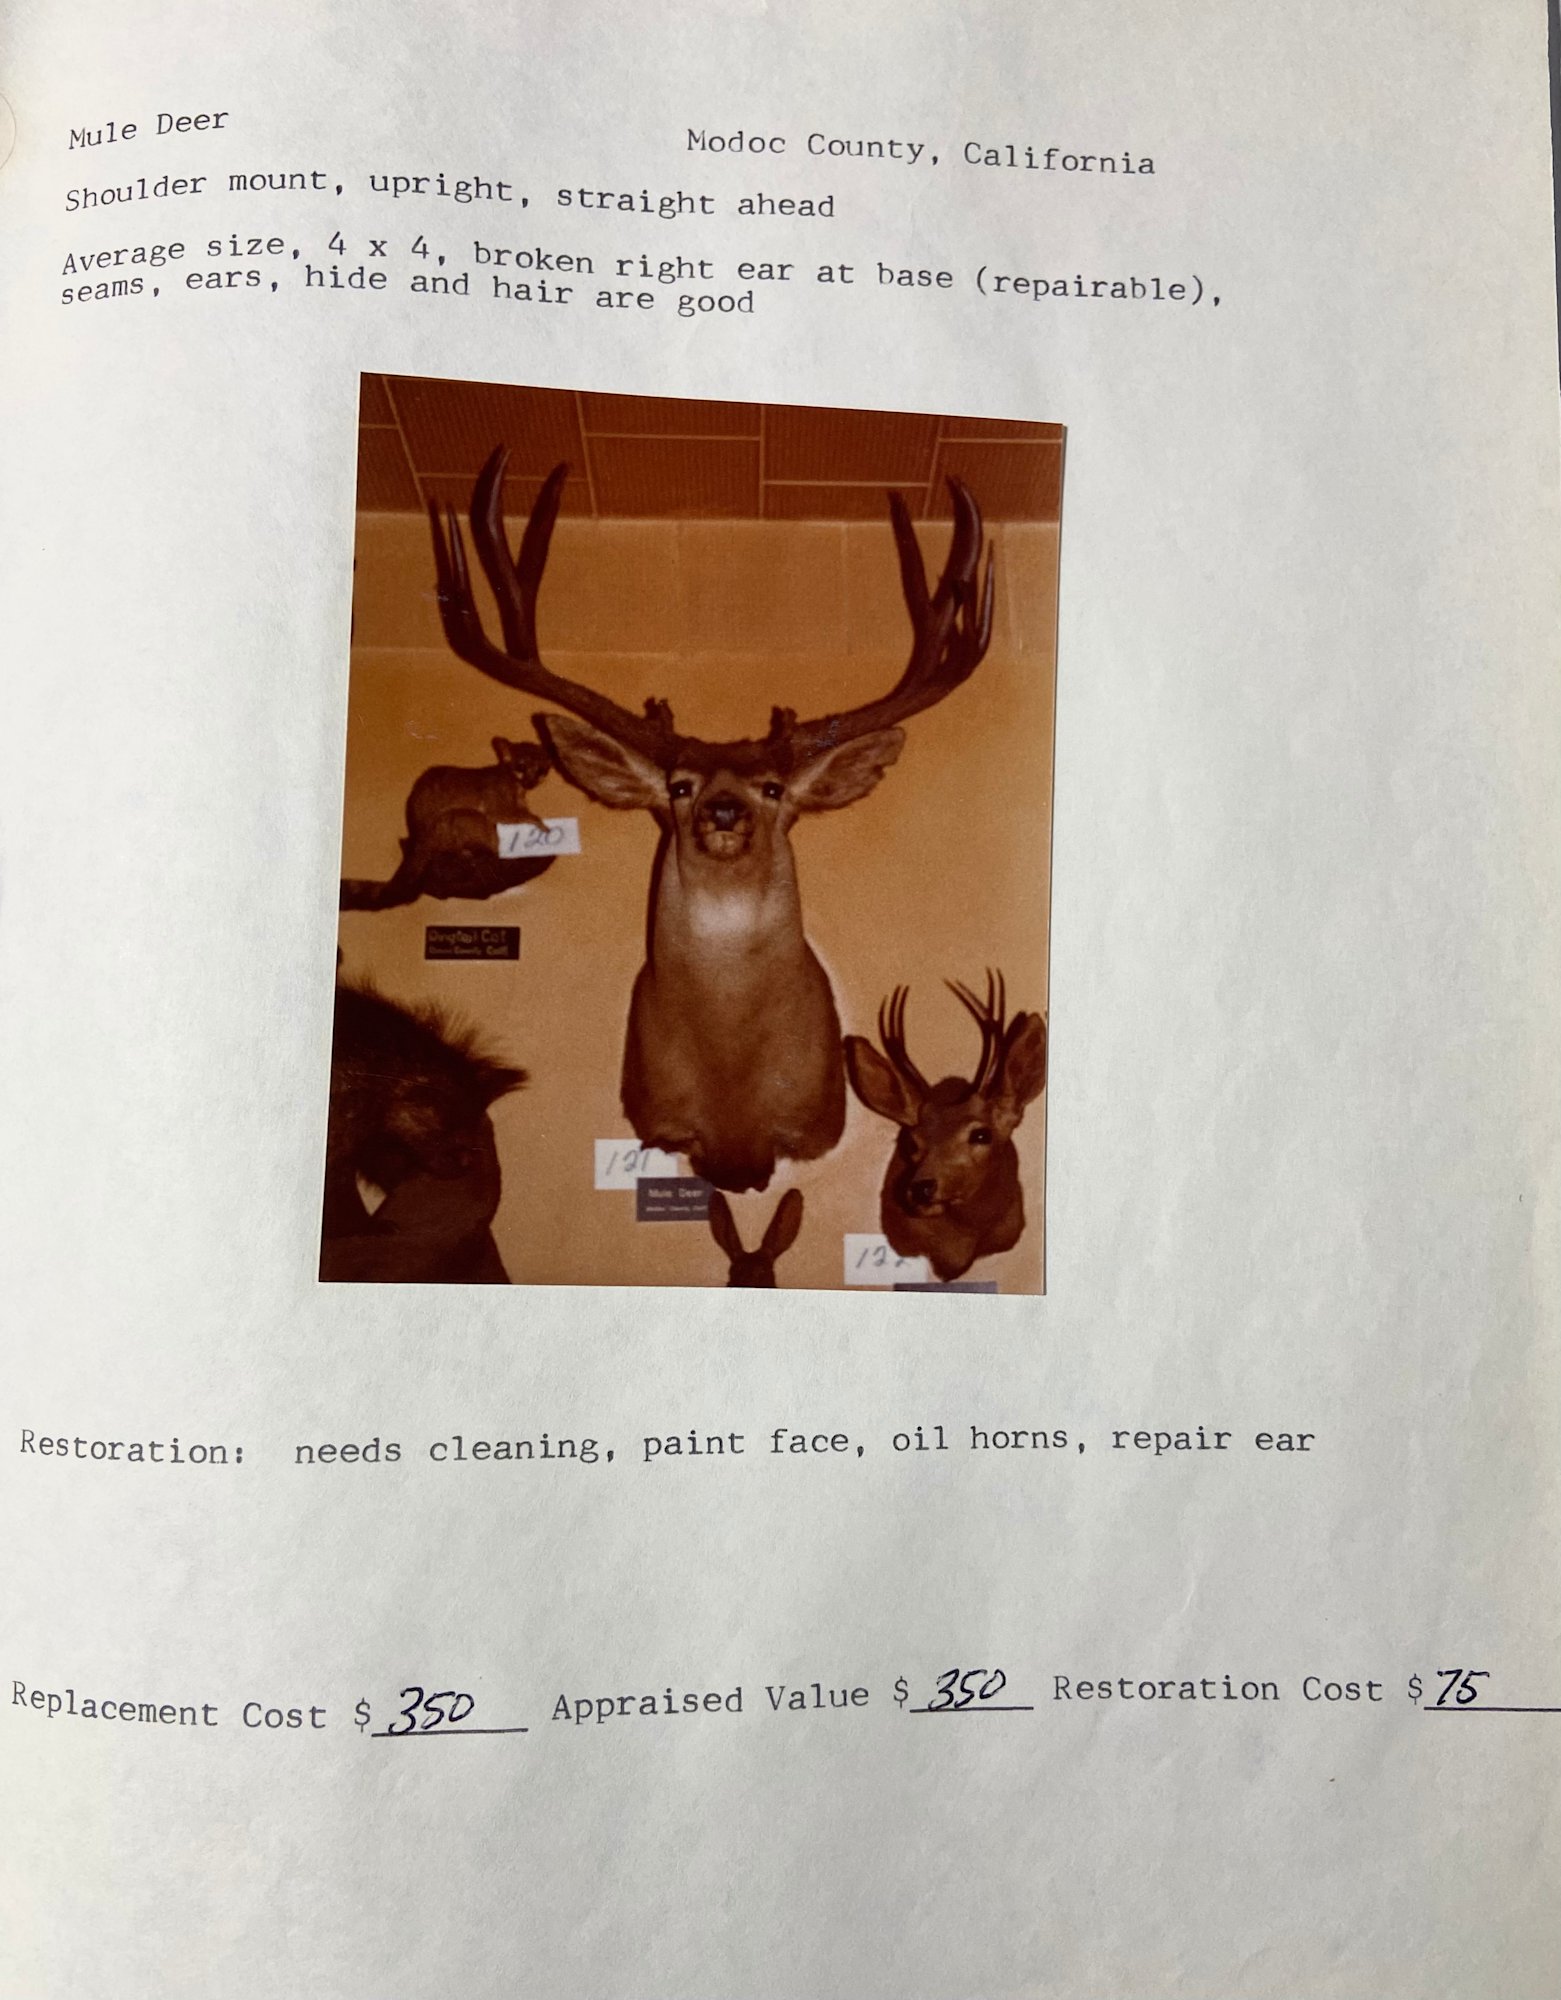 Mule Deer
Modoc County, California
Shoulder mount, upright, straight ahead
Average size, 4 x 4, broken right ear at base (repairable),
seams, ears, hide and hair are good
120
Cat
121
Mule Deer
122
Restoration: needs cleaning, paint face, oil horns, repair ear
Replacement Cost $ 350 Appraised Value $ 350 Restoration Cost $ 75